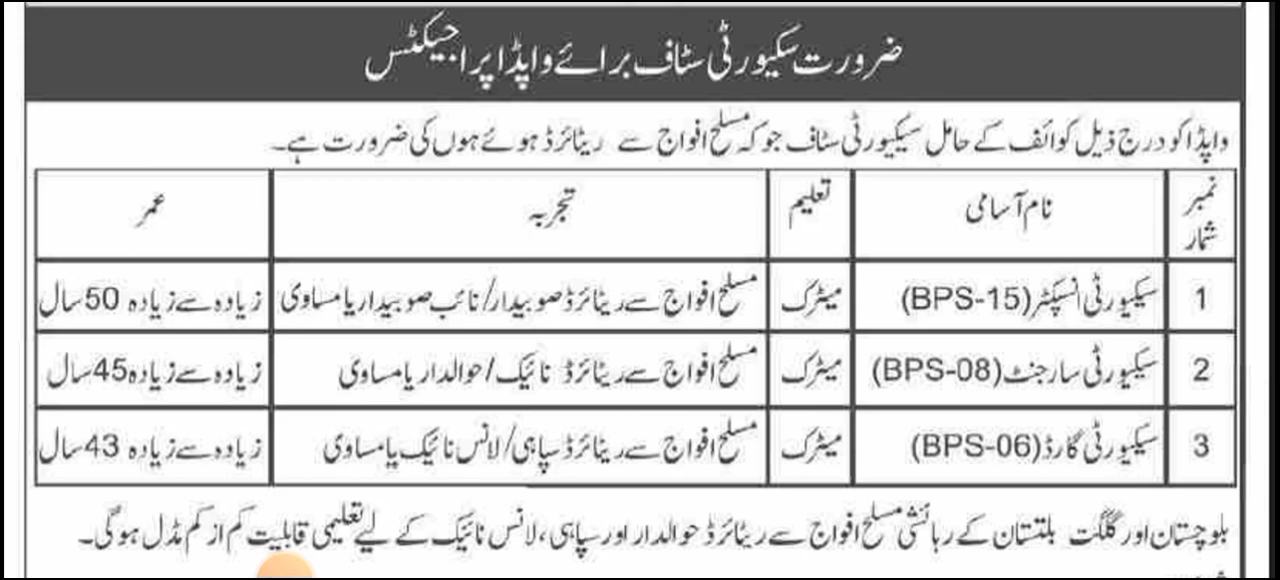 ضرورت سکیورٹی سٹاف برائے واپڈا پراجیکٹس
واپڈا کو درج ذیل کوائف کے حامل سیکیورٹی سٹاف جو کہ مسلح افواج سے ریٹائرڈ ہوئے ہوں کی ضرورت ہے۔
نمبر شمار نام آسامی تعلیم تجربہ عمر
1 سیکیورٹی انسپکٹر (BPS-15) میٹرک مسلح افواج سے ریٹائرڈ صوبیدار/نائب صوبیدار یا مساوی زیادہ سے زیادہ 50 سال
2 سیکیورٹی سارجنٹ (BPS-08) میٹرک مسلح افواج سے ریٹائرڈ نائیک/حوالدار یا مساوی زیادہ سے زیادہ 45 سال
3 سیکیورٹی گارڈ (BPS-06) میٹرک مسلح افواج سے ریٹائرڈ سپاہی/لانس نائیک یا مساوی زیادہ سے زیادہ 43 سال
بلوچستان اور گلگت بلتستان کے رہائشی مسلح افواج سے ریٹائرڈ حوالدار اور سپاہی، لانس نائیک کے لیے تعلیمی قابلیت کم از کم مڈل ہوگی۔